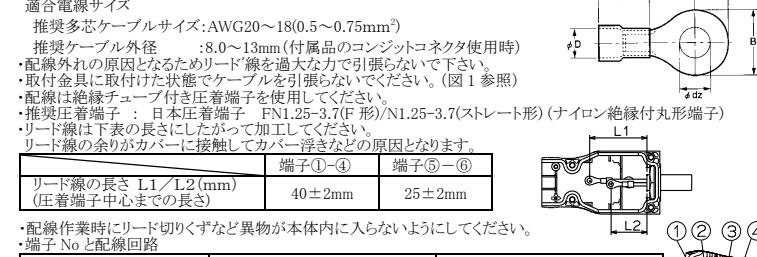 適合電線サイズ
推奨多芯ケーブルサイズ:AWG20～18(0.5～0.75mm²)
推奨ケーブル外径 :8.0～13mm(付属品のコンジットコネクタ使用時)
・配線外れの原因となるためリード線を過大な力で引張らないで下さい。
・取付金具に取付けた状態でケーブルを引張らないでください。(図1参照)
・配線は絶縁チューブ付き圧着端子を使用してください。
・推奨圧着端子 : 日本圧着端子 FN1.25-3.7(F形)/N1.25-3.7(ストレート形)(ナイロン絶縁付丸形端子)
・リード線は下表の長さにしたがって加工してください。
リード線の余りがカバーに接触してカバー浮きなどの原因となります。
端子①-④ 端子⑤－⑥
リード線の長さ L1／L2(mm)
(圧着端子中心までの長さ)
40±2mm 25±2mm
・配線作業時にリード切りくずなど異物が本体内に入らないようにしてください。
・端子Noと配線回路
φD
B
φdz
L1
L2
① ② ③ ④